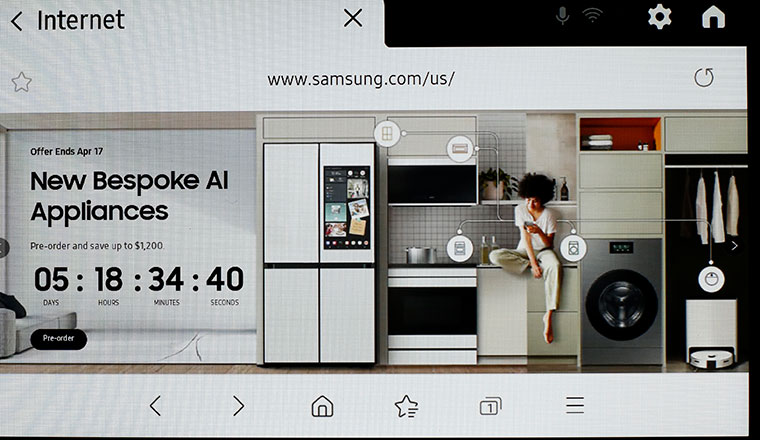 Internet
www.samsung.com/us/
Offer Ends Apr 17
New Bespoke AI
Appliances
Pre-order and save up to $1,200.
05 : 18 : 34 : 40
DAYS HOURS MINUTES SECONDS
Pre-order
1